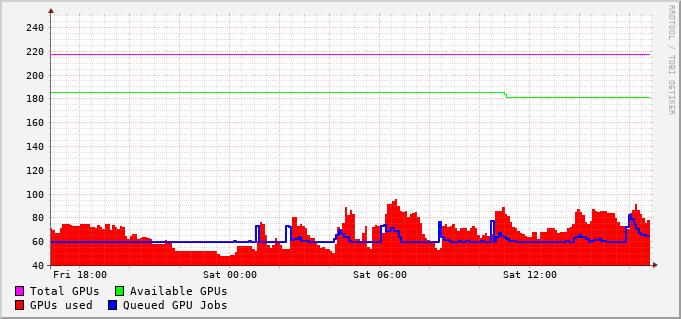 RRDTOOL / TOBI OETIKER
240
220
200
180
160
140
120
100
80
60
40
Fri 18:00 Sat 00:00 Sat 06:00 Sat 12:00
Total GPUs Available GPUs
GPUs used Queued GPU Jobs